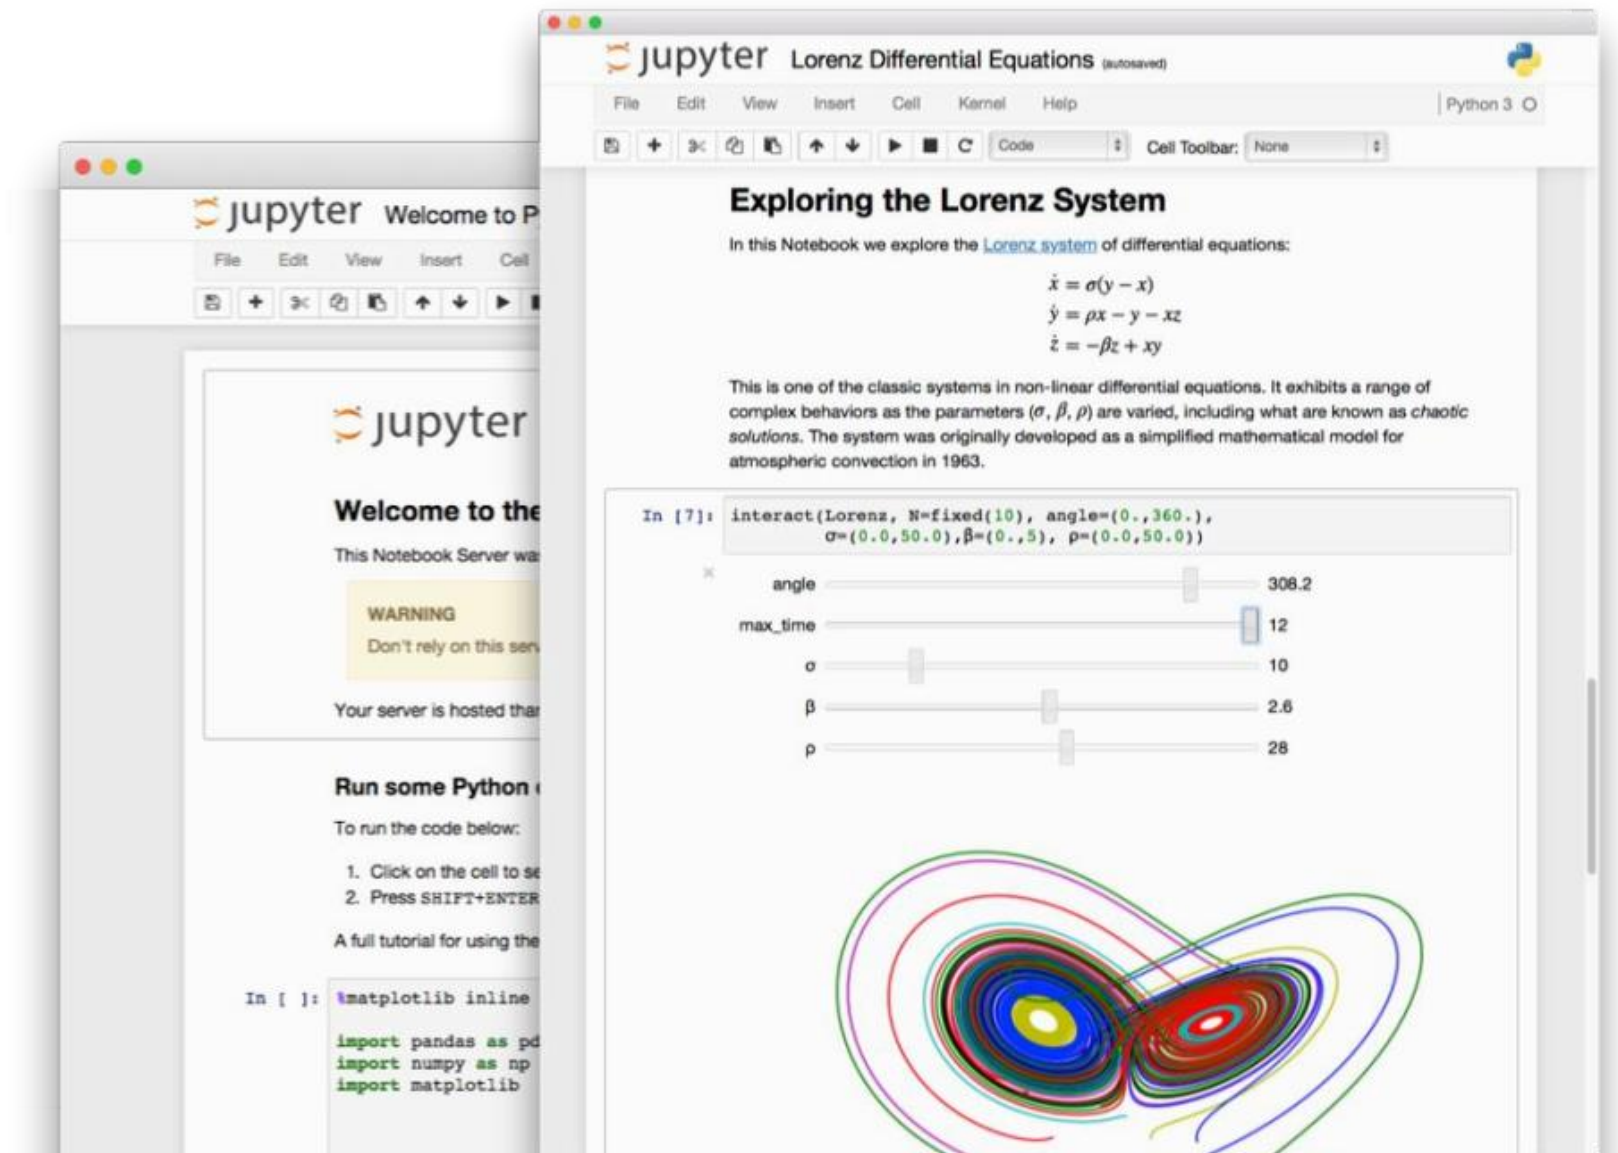 jupyter Lorenz Differential Equations (autosaved)
File Edit View Insert Cell Kernel Help Python 3
Code Cell Toolbar: None
Exploring the Lorenz System
In this Notebook we explore the Lorenz system of differential equations:
ẋ = σ(y − x)
ẏ = ρx − y − xz
ż = −βz + xy
This is one of the classic systems in non-linear differential equations. It exhibits a range of
complex behaviors as the parameters (σ, β, ρ) are varied, including what are known as chaotic
solutions. The system was originally developed as a simplified mathematical model for
atmospheric convection in 1963.
In [7]: interact(Lorenz, N=fixed(10), angle=(0.,360.),
σ=(0.0,50.0),β=(0.,5), ρ=(0.0,50.0))
angle 308.2
max_time 12
σ 10
β 2.6
ρ 28
jupyter Welcome to P
File Edit View Insert Cell
jupyter
Welcome to the
This Notebook Server was
WARNING
Don't rely on this serv
Your server is hosted than
Run some Python
To run the code below:
1. Click on the cell to se
2. Press SHIFT+ENTER
A full tutorial for using the
In [ ]: %matplotlib inline
import pandas as pd
import numpy as np
import matplotlib